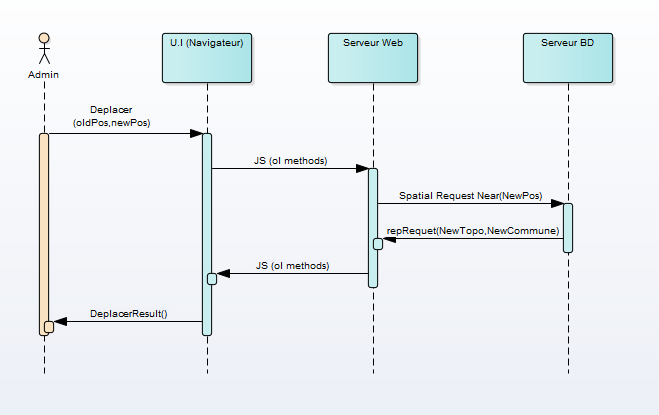 U.I (Navigateur)
Serveur Web
Serveur BD
Admin
Deplacer
(oldPos,newPos)
JS (ol methods)
Spatial Request Near(NewPos)
repRequet(NewTopo,NewCommune)
JS (ol methods)
DeplacerResult()